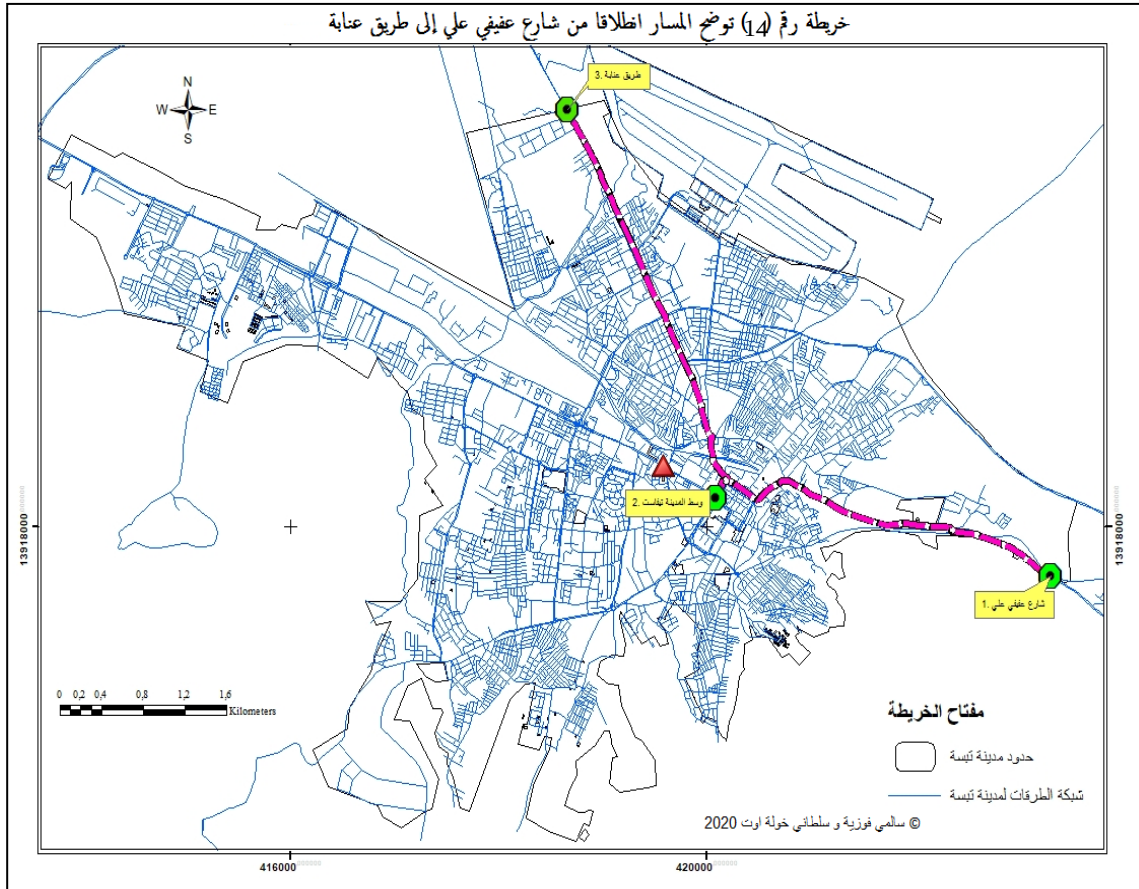 خريطة رقم (14) توضح المسار انطلاقا من شارع عفيفي علي إلى طريق عنابة
N
W E
S
3. طريق عنابة
2. وسط المدينة تيفاست
1. شارع عفيفي علي
13918000
13918000
0 0,2 0,4 0,8 1,2 1,6
Kilometers
مفتاح الخريطة
حدود مدينة تبسة
شبكة الطرقات لمدينة تبسة
© سالمي فوزية و سلطاني خولة اوت 2020
416000 420000